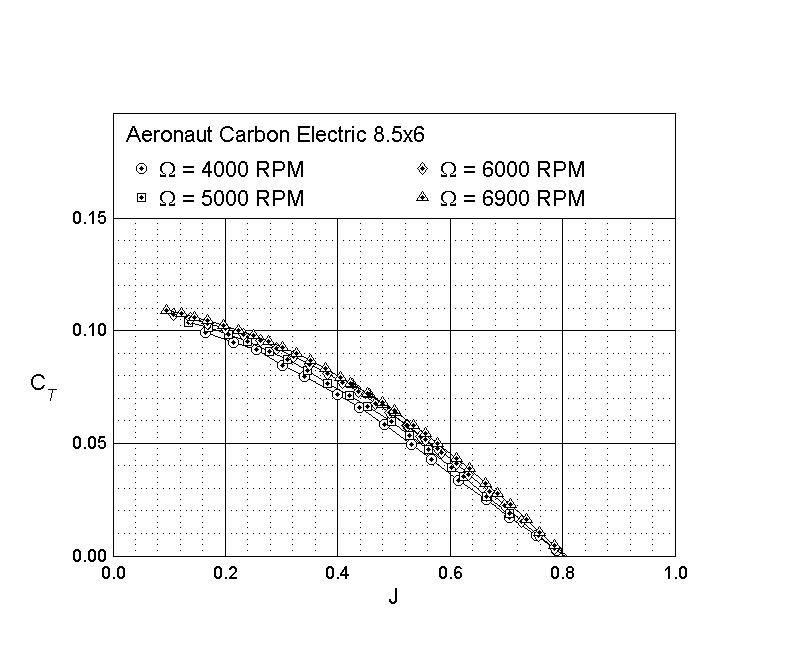 Aeronaut Carbon Electric 8.5x6
Ω = 4000 RPM
Ω = 6000 RPM
Ω = 5000 RPM
Ω = 6900 RPM
0.15
0.10
C_T
0.05
0.00
0.0 0.2 0.4 0.6 0.8 1.0
J